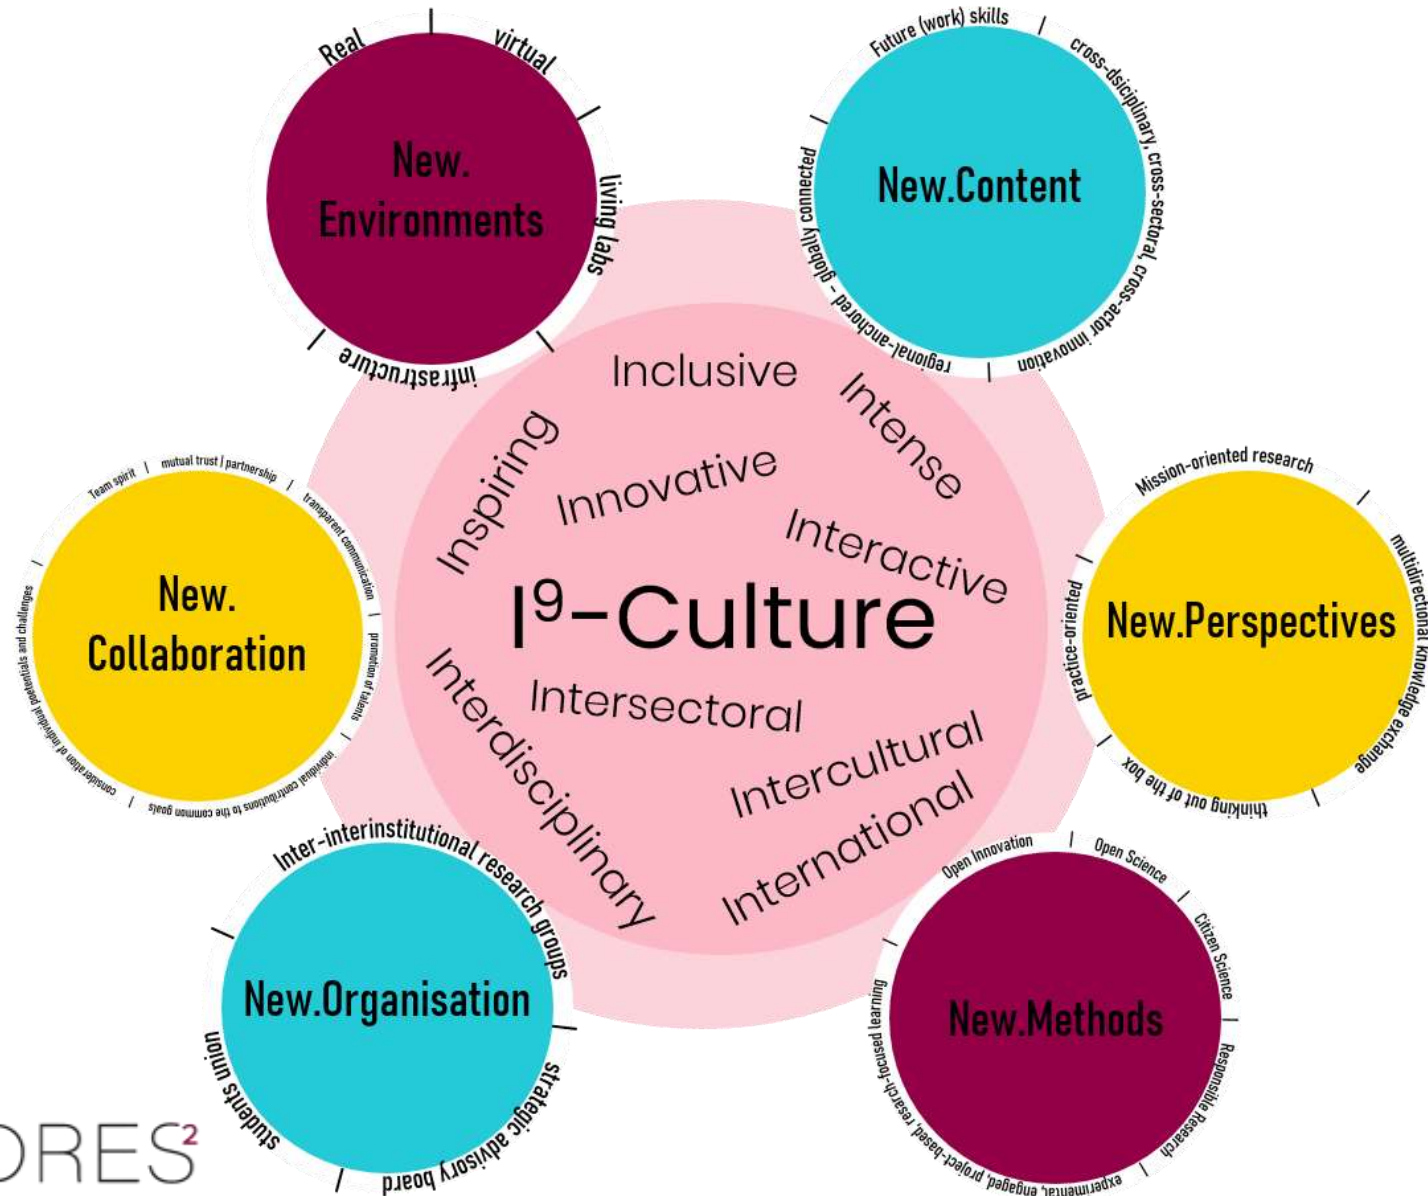 Real | virtual | living labs | infrastructure |
New.
Environments
Future (work) skills | cross-dsiciplinary, cross-sectoral, cross-actor innovation | regional-anchored - globally connected |
New.Content
Inclusive
Intense
Inspiring
Innovative
Interactive
I⁹-Culture
Intersectoral
Interdisciplinary
Intercultural
International
Team spirit | mutual trust | partnership | transparent communication | promotion of talents | individual contributions to the common goals | consideration of individual poetentials and challenges |
New.
Collaboration
Mission-oriented research | multidirectional knowledge exchange | thinking out of the box | practice-oriented |
New.Perspectives
Inter-interinstitutional research groups | strategic advisory board | students union |
New.Organisation
Open Innovation | Open Science | Citizen Science | Responsible Research | experimental, engaged, project-based, resarch-focused learning |
New.Methods
ORES²